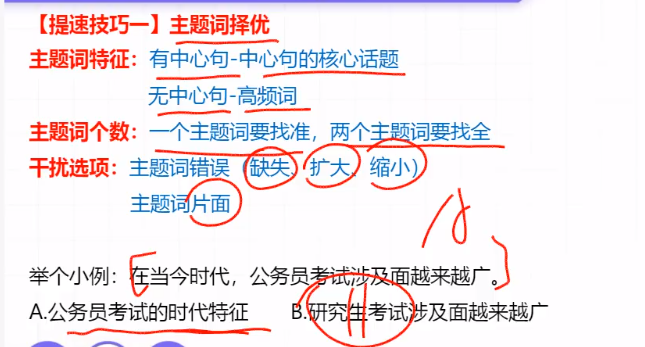 【提速技巧一】主题词择优
主题词特征：有中心句-中心句的核心话题
无中心句-高频词
主题词个数：一个主题词要找准，两个主题词要找全
干扰选项：主题词错误（缺失、扩大、缩小）
主题词片面
举个小例：在当今时代，公务员考试涉及面越来越广。
A.公务员考试的时代特征 B.研究生考试涉及面越来越广